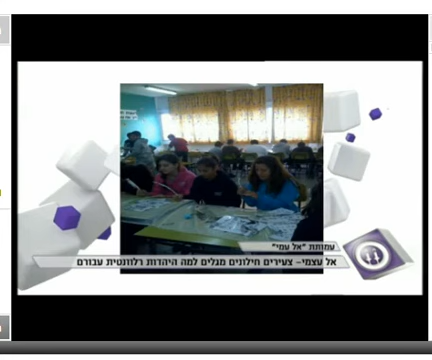 עמותת "אל עמי"
אל עצמי- צעירים חילונים מגלים למה היהדות רלוונטית עבורם